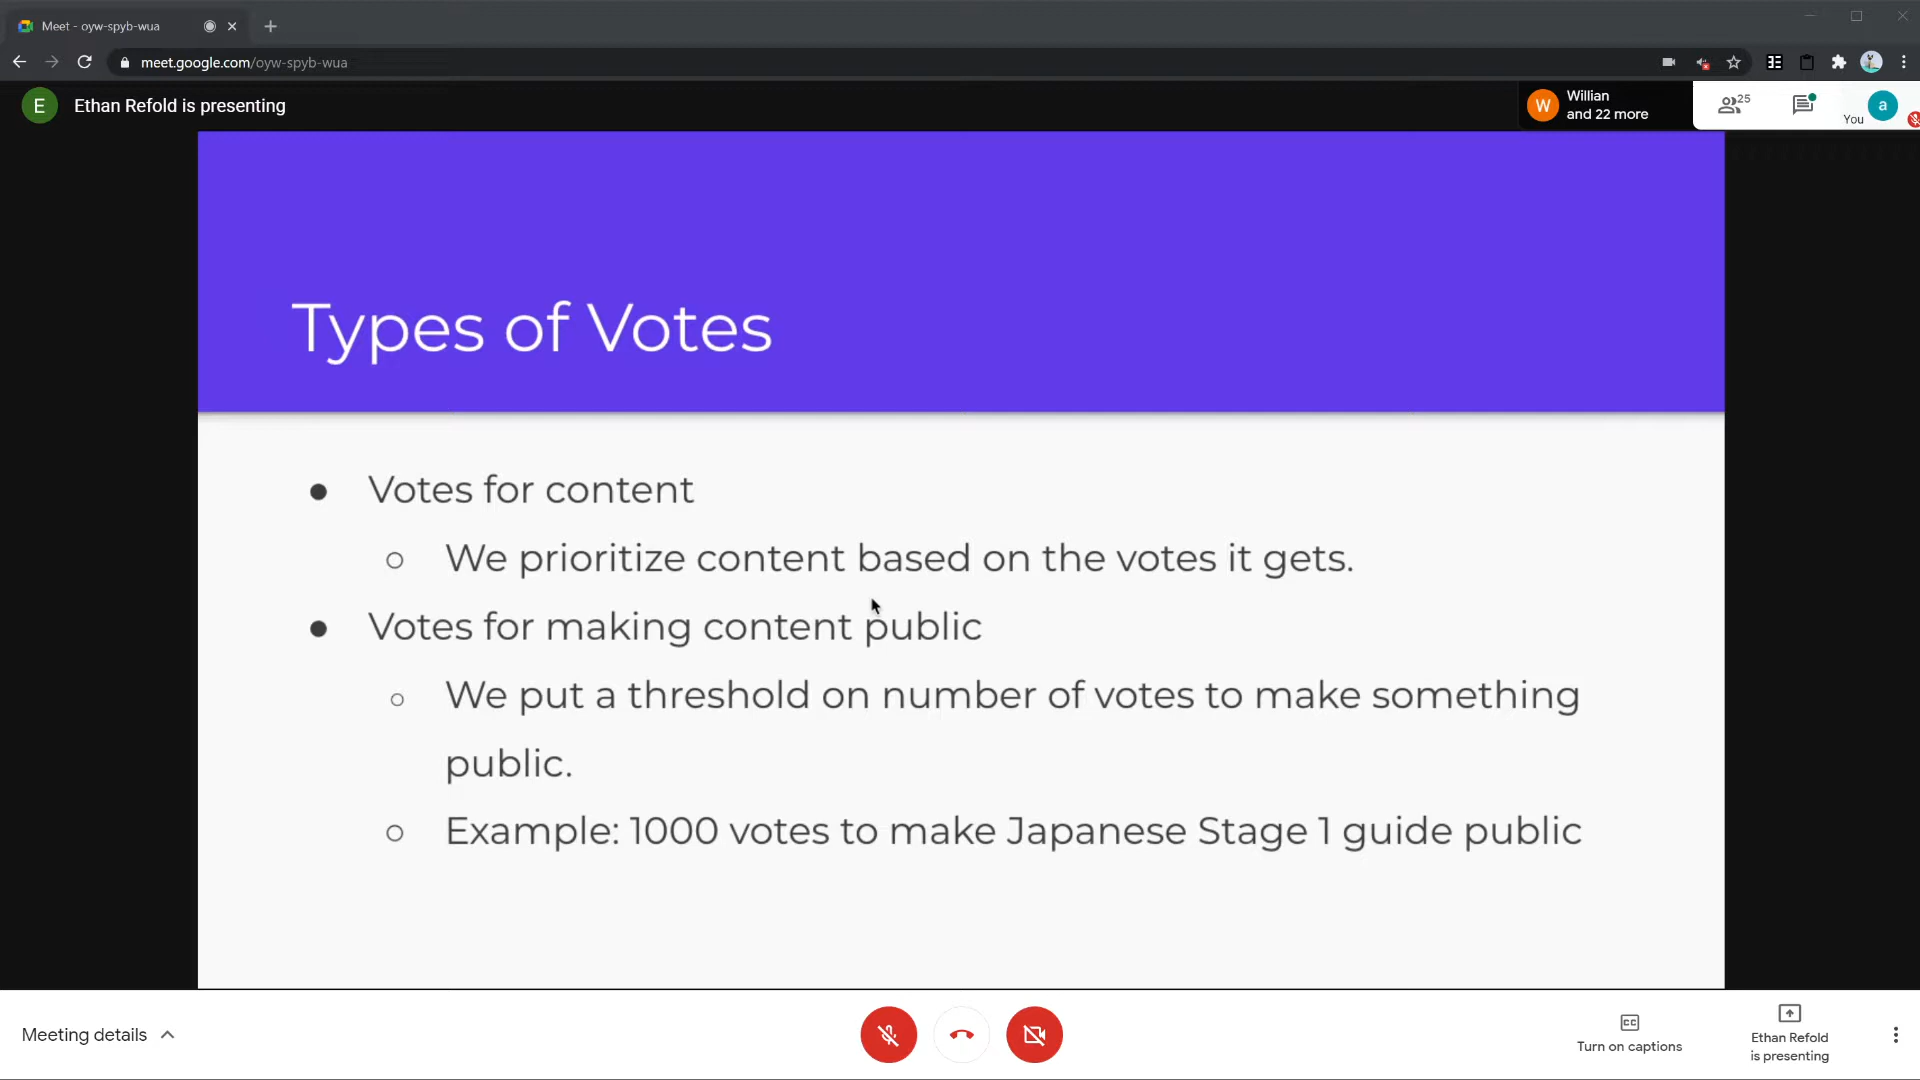 Meet - oyw-spyb-wua
meet.google.com/oyw-spyb-wua
E
Ethan Refold is presenting
W
Willian
and 22 more
25
You
a
Types of Votes
Votes for content
We prioritize content based on the votes it gets.
Votes for making content public
We put a threshold on number of votes to make something
public.
Example: 1000 votes to make Japanese Stage 1 guide public
Meeting details
CC
Turn on captions
Ethan Refold
is presenting